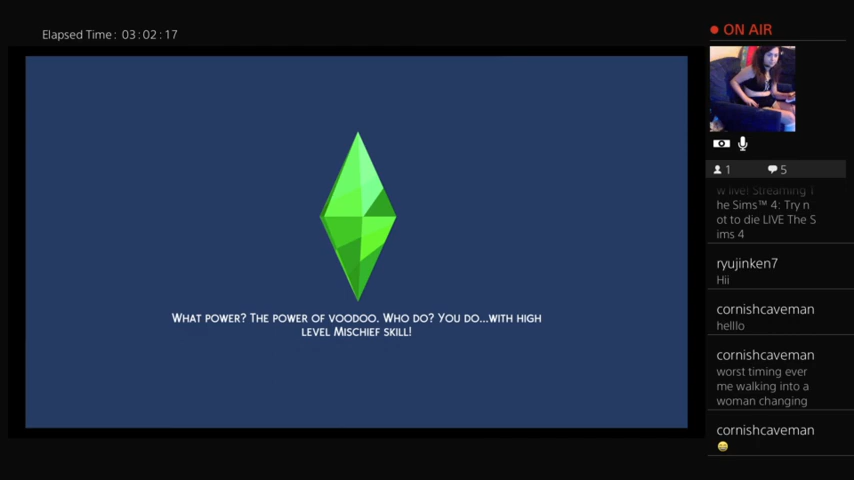 Elapsed Time: 03:02:17
ON AIR
WHAT POWER? THE POWER OF VOODOO. WHO DO? YOU DO...WITH HIGH
LEVEL MISCHIEF SKILL!
1
5
w live! Streaming T
he Sims™ 4: Try n
ot to die LIVE The S
ims 4
ryujinken7
Hii
cornishcaveman
helllo
cornishcaveman
worst timing ever
me walking into a
woman changing
cornishcaveman
😄